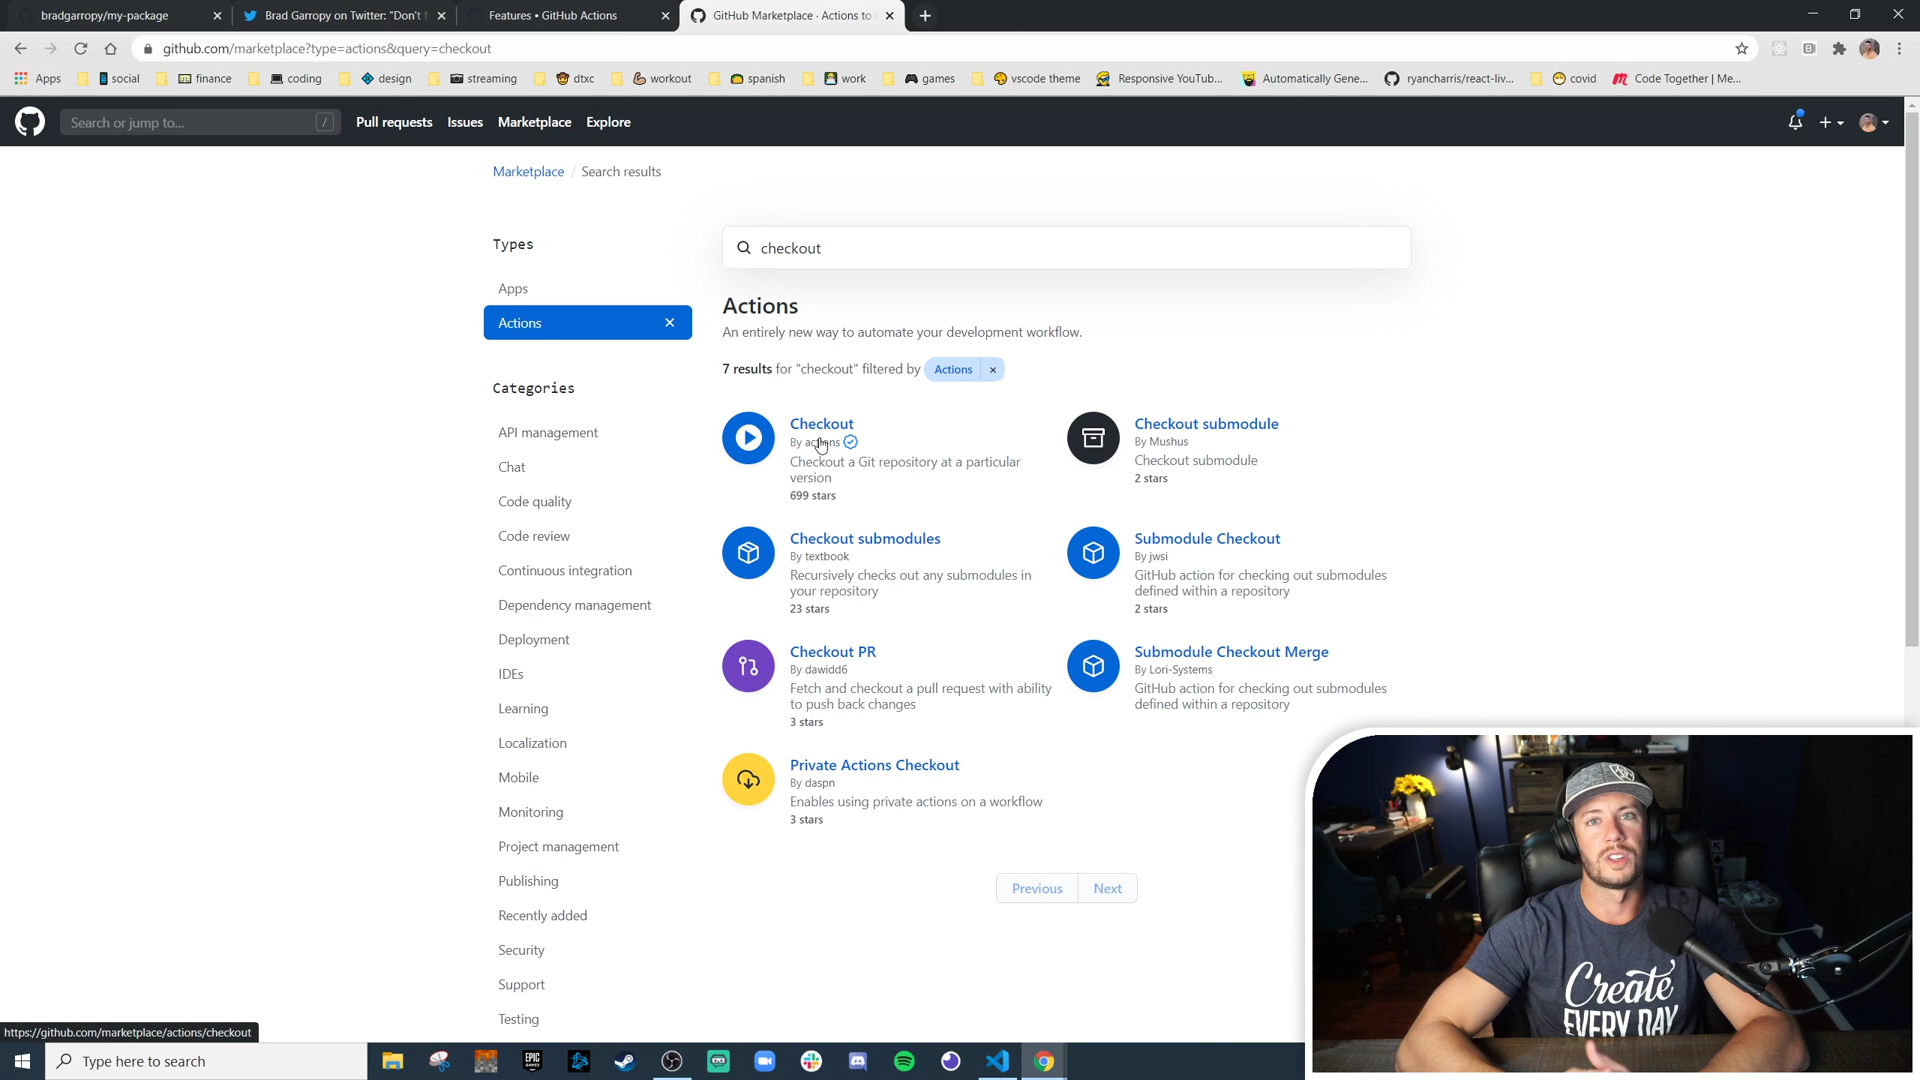 bradgarropy/my-package
Brad Garropy on Twitter: "Don't f
Features • GitHub Actions
GitHub Marketplace · Actions to
github.com/marketplace?type=actions&query=checkout
Apps
social
finance
coding
design
streaming
dtxc
workout
spanish
work
games
vscode theme
Responsive YouTub...
Automatically Gene...
ryancharris/react-liv...
covid
Code Together | Me...
Search or jump to...
/
Pull requests
Issues
Marketplace
Explore
Marketplace / Search results
Types
Apps
Actions
Categories
API management
Chat
Code quality
Code review
Continuous integration
Dependency management
Deployment
IDEs
Learning
Localization
Mobile
Monitoring
Project management
Publishing
Recently added
Security
Support
Testing
checkout
Actions
An entirely new way to automate your development workflow.
7 results for "checkout" filtered by Actions ×
Checkout
By actions
Checkout a Git repository at a particular
version
699 stars
Checkout submodule
By Mushus
Checkout submodule
2 stars
Checkout submodules
By textbook
Recursively checks out any submodules in
your repository
23 stars
Submodule Checkout
By jwsi
GitHub action for checking out submodules
defined within a repository
2 stars
Checkout PR
By dawidd6
Fetch and checkout a pull request with ability
to push back changes
3 stars
Submodule Checkout Merge
By Lori-Systems
GitHub action for checking out submodules
defined within a repository
Private Actions Checkout
By daspn
Enables using private actions on a workflow
3 stars
Previous
Next
Create
EVERY DAY
https://github.com/marketplace/actions/checkout
Type here to search
EPIC
GAMES